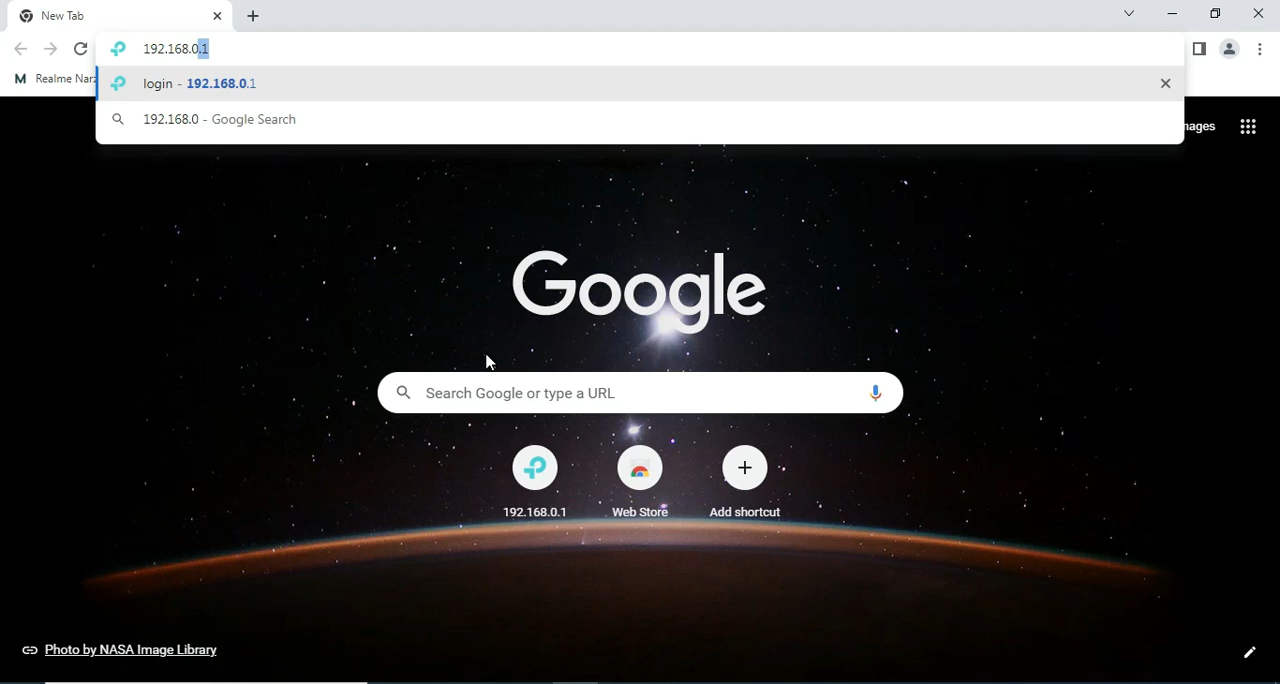 New Tab
192.168.0.1
Realme Narz
login - 192.168.0.1
192.168.0 - Google Search
nages
Google
Search Google or type a URL
192.168.0.1
Web Store
Add shortcut
Photo by NASA Image Library